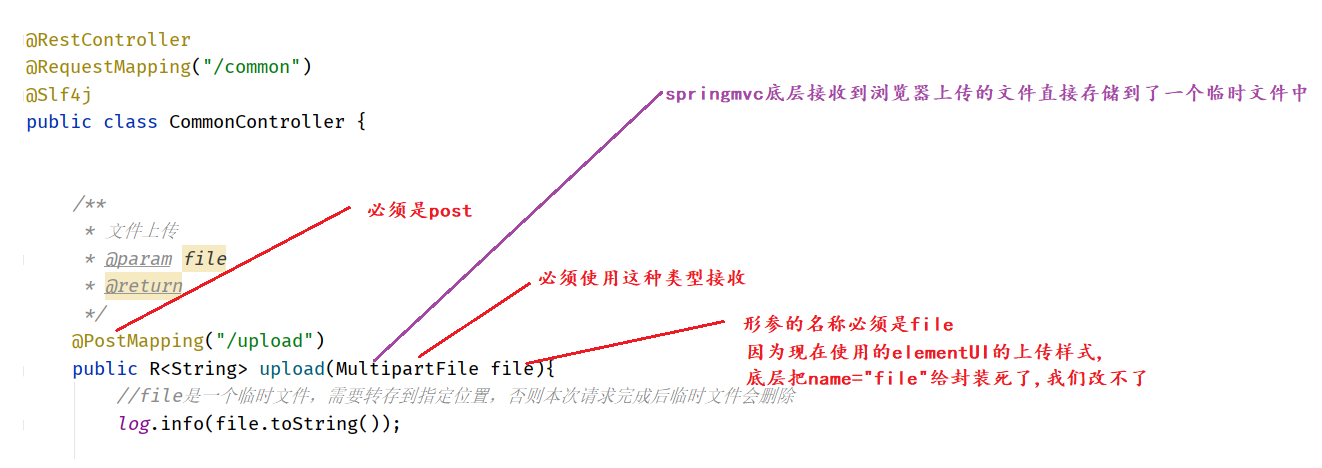 @RestController
@RequestMapping("/common")
@Slf4j
springmvc底层接收到浏览器上传的文件直接存储到了一个临时文件中
public class CommonController {
/**
必须是post
* 文件上传
* @param file
必须使用这种类型接收
* @return
*/
形参的名称必须是file
@PostMapping("/upload")
因为现在使用的elementUI的上传样式,
public R<String> upload(MultipartFile file){
底层把name="file"给封装死了,我们改不了
//file是一个临时文件，需要转存到指定位置，否则本次请求完成后临时文件会删除
log.info(file.toString());